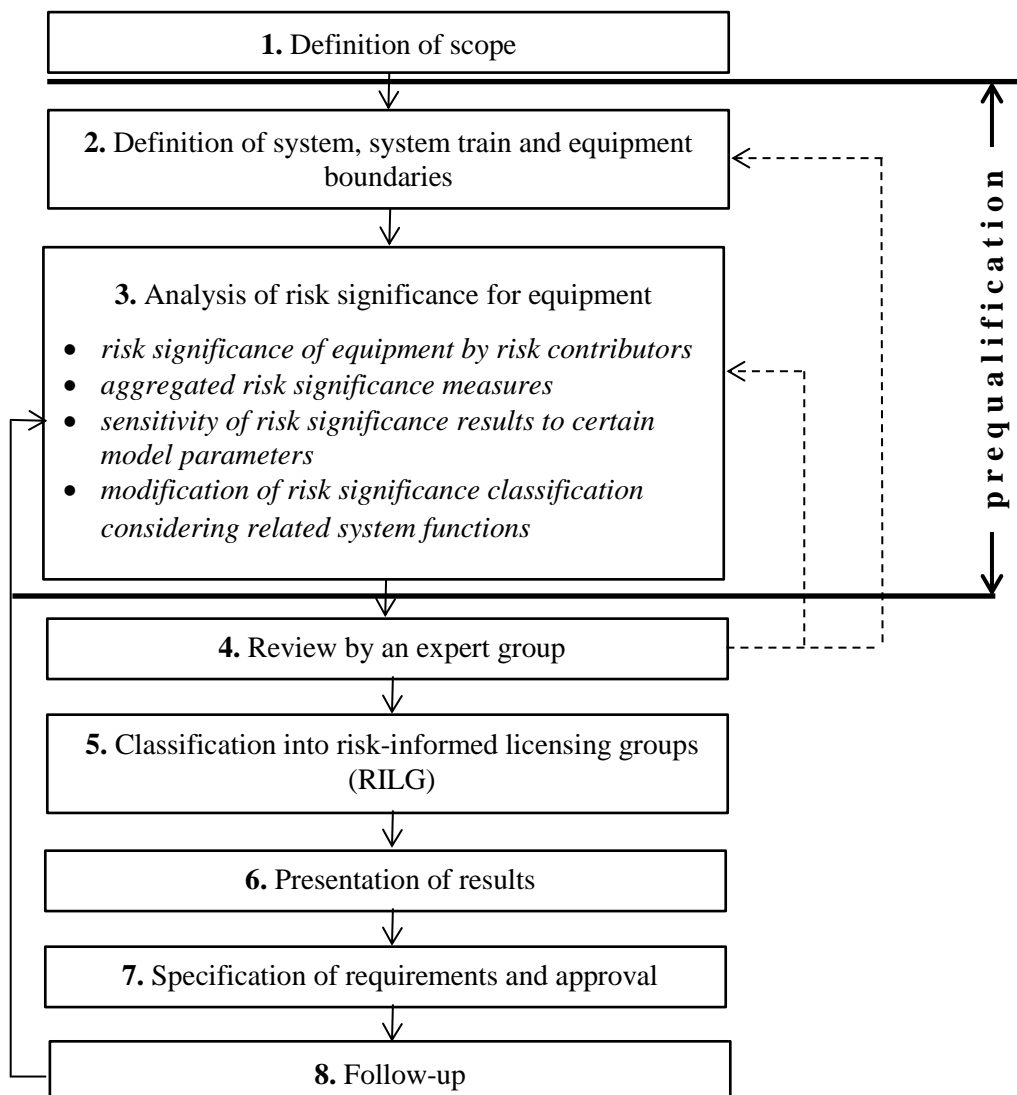 1. Definition of scope
2. Definition of system, system train and equipment
boundaries
3. Analysis of risk significance for equipment
• risk significance of equipment by risk contributors
• aggregated risk significance measures
• sensitivity of risk significance results to certain
model parameters
• modification of risk significance classification
considering related system functions
prequalification
4. Review by an expert group
5. Classification into risk-informed licensing groups
(RILG)
6. Presentation of results
7. Specification of requirements and approval
8. Follow-up